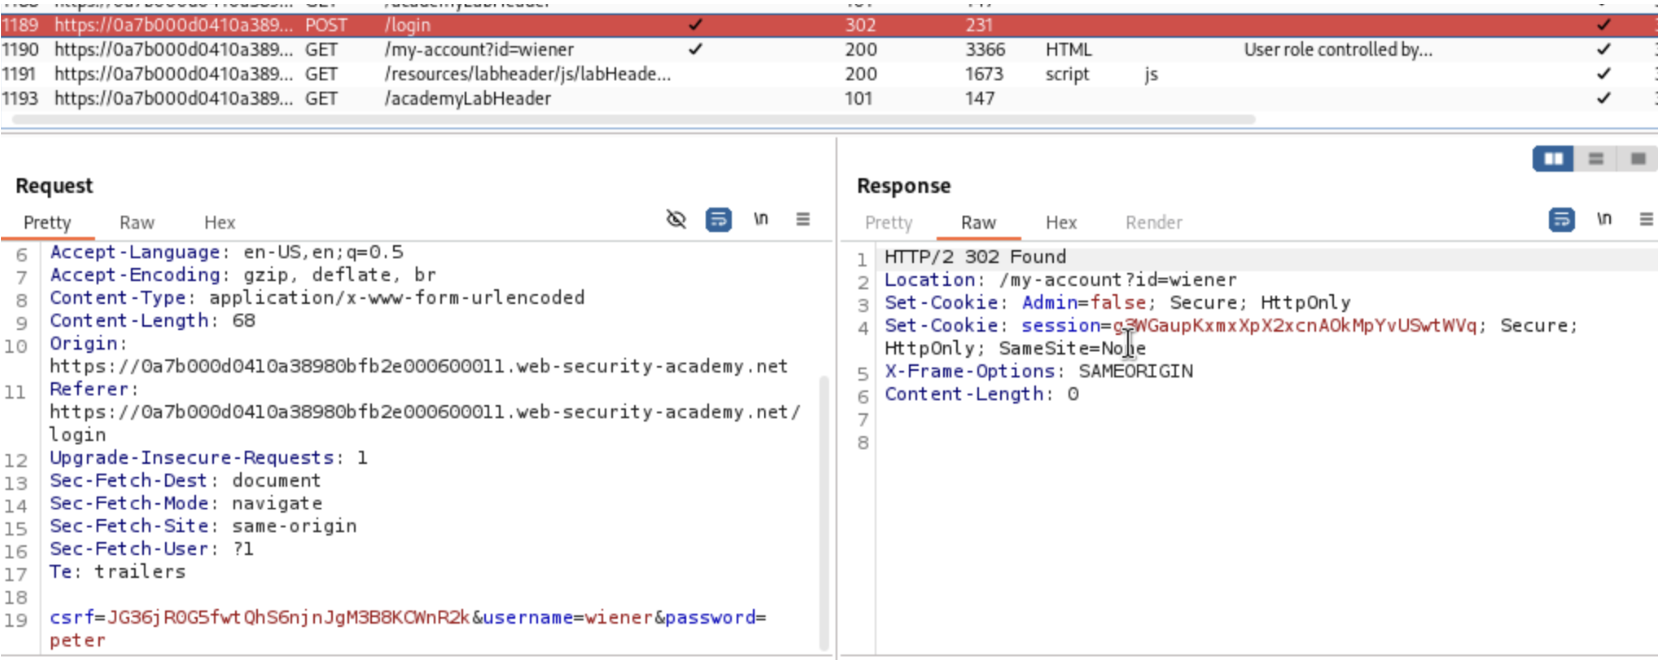 1189 https://0a7b000d0410a389... POST /login ✓ 302 231 ✓
1190 https://0a7b000d0410a389... GET /my-account?id=wiener ✓ 200 3366 HTML User role controlled by... ✓
1191 https://0a7b000d0410a389... GET /resources/labheader/js/labHeade... 200 1673 script js ✓
1193 https://0a7b000d0410a389... GET /academyLabHeader 101 147 ✓
Request
Pretty Raw Hex
\n
6 Accept-Language: en-US,en;q=0.5
7 Accept-Encoding: gzip, deflate, br
8 Content-Type: application/x-www-form-urlencoded
9 Content-Length: 68
10 Origin:
https://0a7b000d0410a38980bfb2e000600011.web-security-academy.net
11 Referer:
https://0a7b000d0410a38980bfb2e000600011.web-security-academy.net/
login
12 Upgrade-Insecure-Requests: 1
13 Sec-Fetch-Dest: document
14 Sec-Fetch-Mode: navigate
15 Sec-Fetch-Site: same-origin
16 Sec-Fetch-User: ?1
17 Te: trailers
18
19 csrf=JG36jR0G5fwtQhS6njnJgM3B8KCWnR2k&username=wiener&password=
peter
Response
Pretty Raw Hex Render
\n
1 HTTP/2 302 Found
2 Location: /my-account?id=wiener
3 Set-Cookie: Admin=false; Secure; HttpOnly
4 Set-Cookie: session=g3WGaupKxmxXpX2xcnAOkMpYvUSwtWVq; Secure;
HttpOnly; SameSite=None
5 X-Frame-Options: SAMEORIGIN
6 Content-Length: 0
7
8